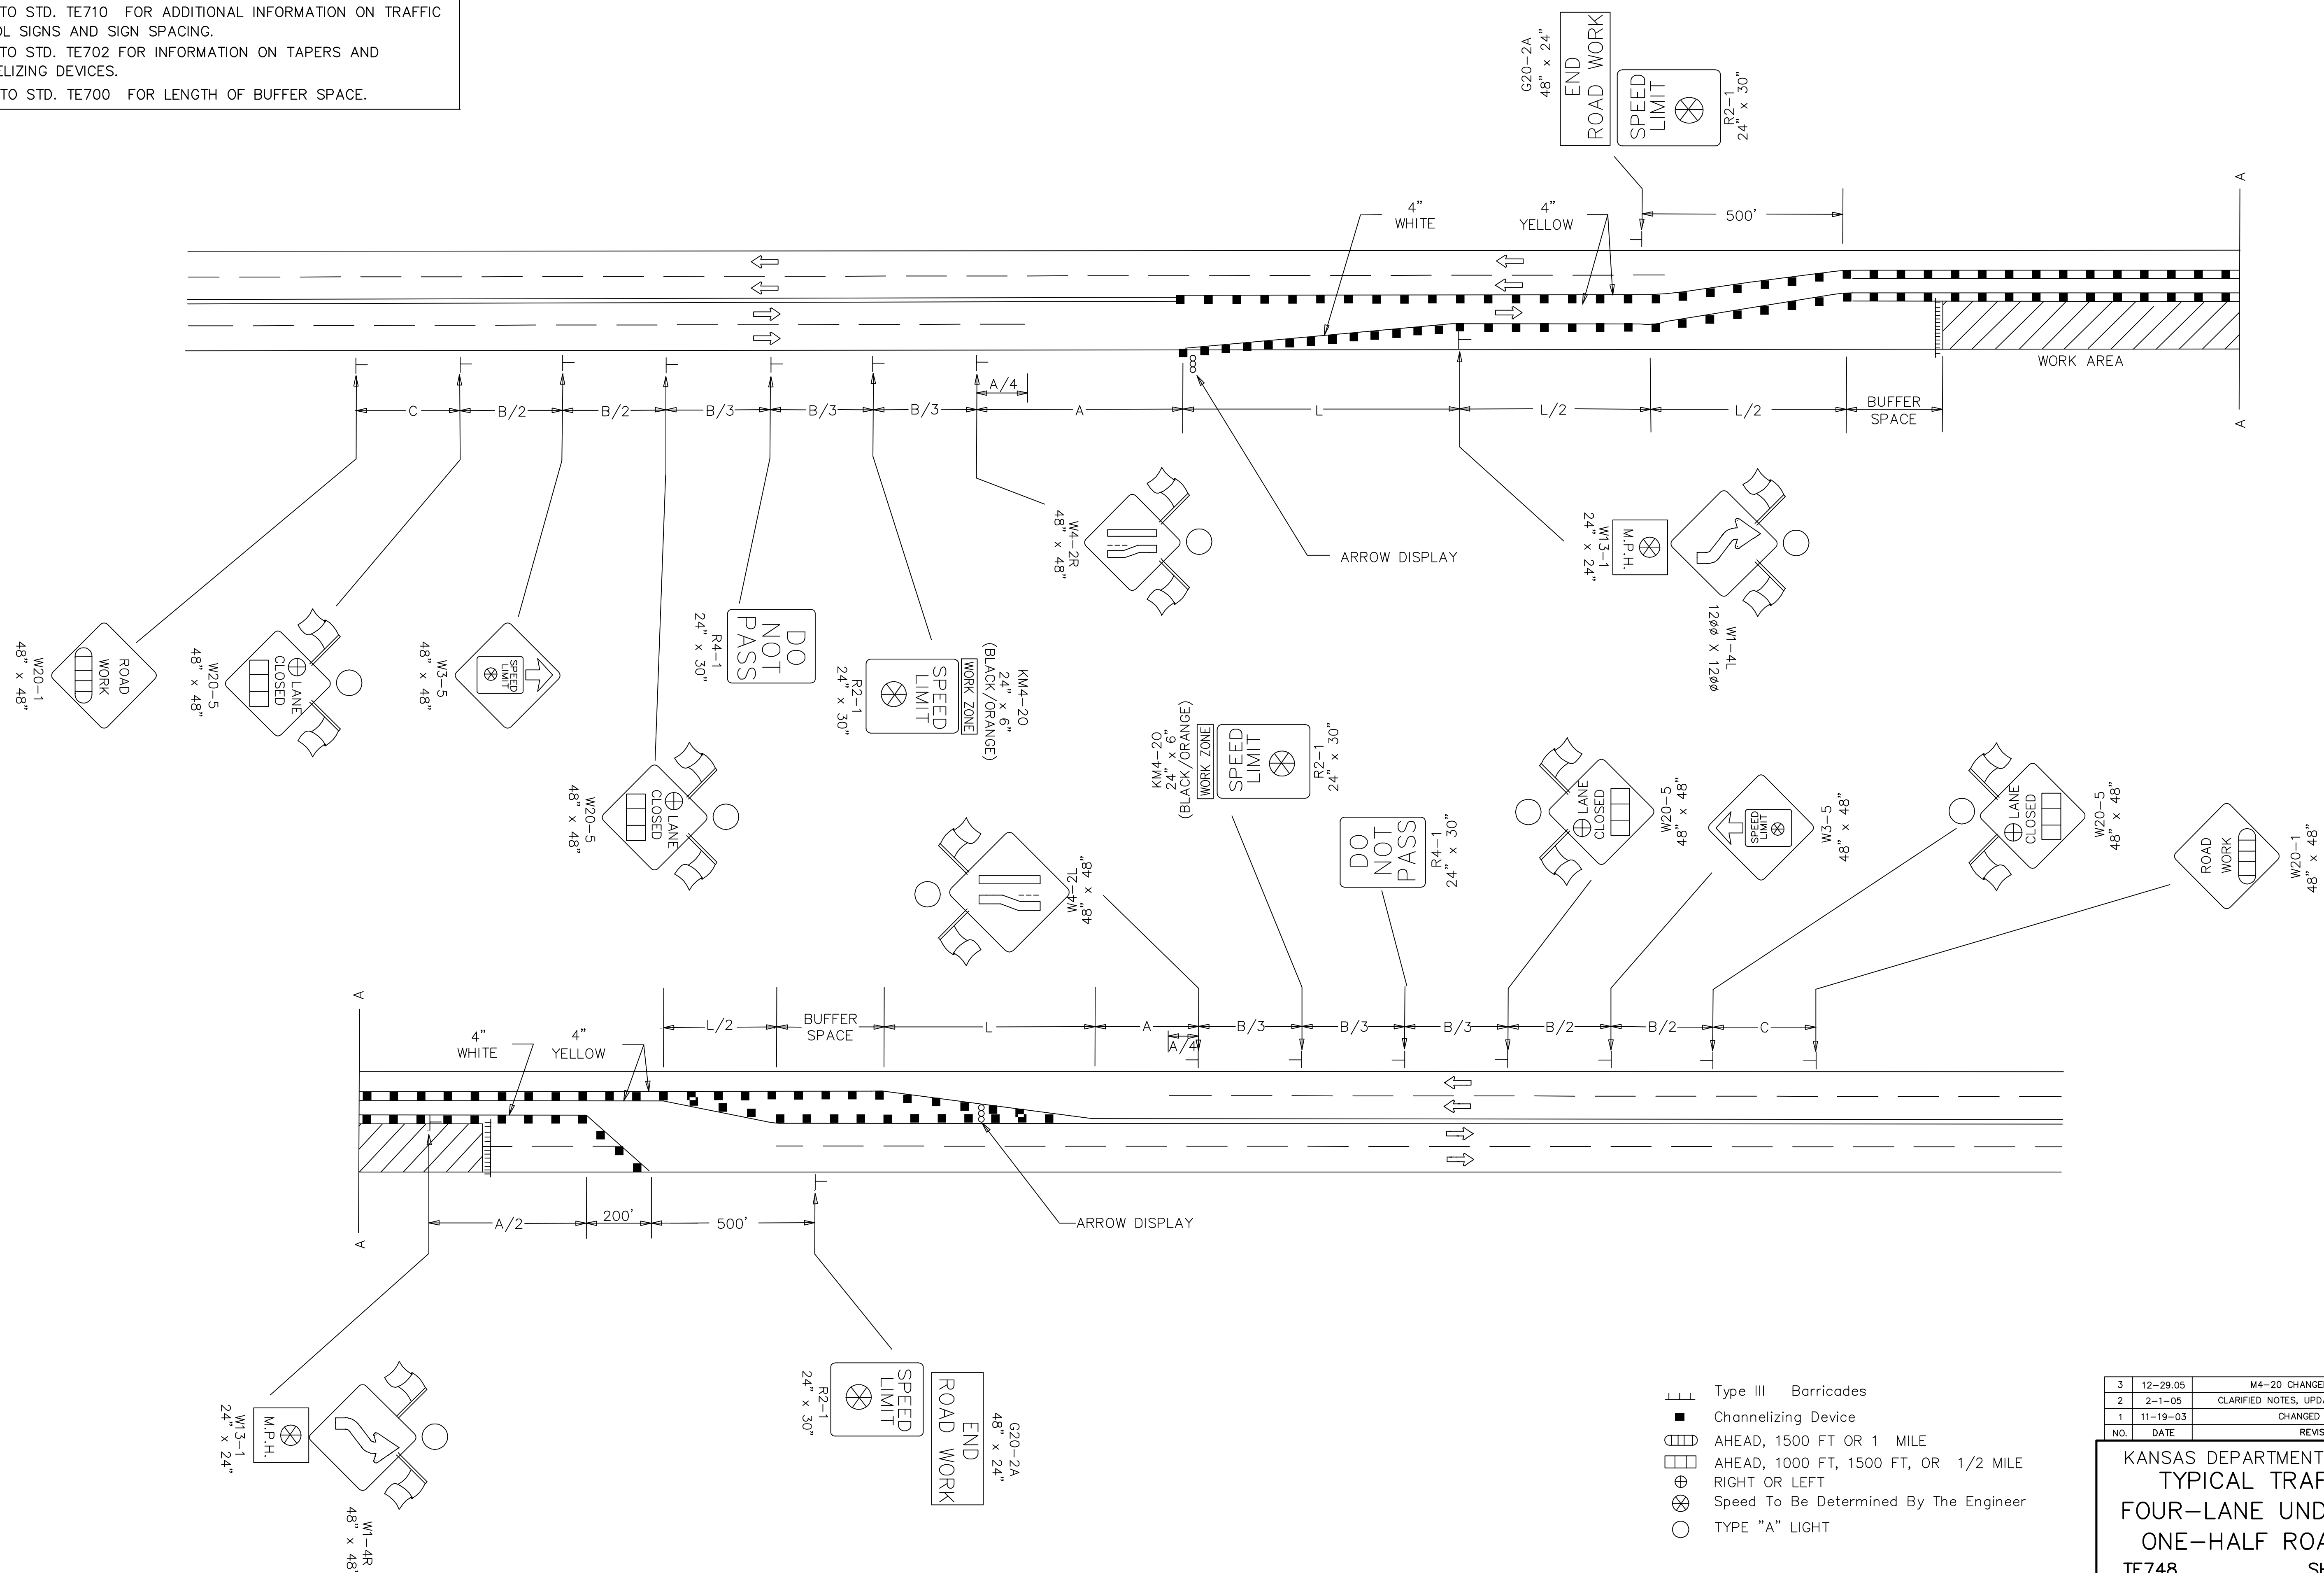 TO STD. TE710 FOR ADDITIONAL INFORMATION ON TRAFFIC
OL SIGNS AND SIGN SPACING.
TO STD. TE702 FOR INFORMATION ON TAPERS AND
ELIZING DEVICES.
TO STD. TE700 FOR LENGTH OF BUFFER SPACE.
G20-2A
48" x 24"
END
ROAD WORK
SPEED
LIMIT
R2-1
24" x 30"
A
500'
4"
WHITE
4"
YELLOW
WORK AREA
C
B/2
B/2
B/3
B/3
B/3
A/4
A
L
L/2
L/2
BUFFER
SPACE
A
ROAD
WORK
W20-1
48" x 48"
LANE
CLOSED
W20-5
48" x 48"
SPEED
LIMIT
W3-5
48" x 48"
LANE
CLOSED
W20-5
48" x 48"
DO
NOT
PASS
R4-1
24" x 30"
KM4-20
24" x 6"
(BLACK/ORANGE)
WORK ZONE
SPEED
LIMIT
R2-1
24" x 30"
W4-2R
48" x 48"
ARROW DISPLAY
M.P.H.
W13-1
24" x 24"
W1-4L
12øø X 12øø
W4-2L
48" x 48"
KM4-20
24" x 6"
(BLACK/ORANGE)
WORK ZONE
SPEED
LIMIT
R2-1
24" x 30"
DO
NOT
PASS
R4-1
24" x 30"
LANE
CLOSED
W20-5
48" x 48"
SPEED
LIMIT
W3-5
48" x 48"
LANE
CLOSED
W20-5
48" x 48"
ROAD
WORK
W20-1
48" x 48"
A
4"
WHITE
4"
YELLOW
L/2
BUFFER
SPACE
L
A
A/4
B/3
B/3
B/3
B/2
B/2
C
A
A/2
200'
500'
ARROW DISPLAY
M.P.H.
W13-1
24" x 24"
W1-4R
48" x 48'
SPEED
LIMIT
R2-1
24" x 30"
G20-2A
48" x 24"
END
ROAD WORK
Type III Barricades
Channelizing Device
AHEAD, 1500 FT OR 1 MILE
AHEAD, 1000 FT, 1500 FT, OR 1/2 MILE
RIGHT OR LEFT
Speed To Be Determined By The Engineer
TYPE "A" LIGHT
3 12-29.05 M4-20 CHANGE
2 2-1-05 CLARIFIED NOTES, UPD
1 11-19-03 CHANGED
NO. DATE REVIS
KANSAS DEPARTMENT
TYPICAL TRAF
FOUR-LANE UND
ONE-HALF ROA
TE748 SH